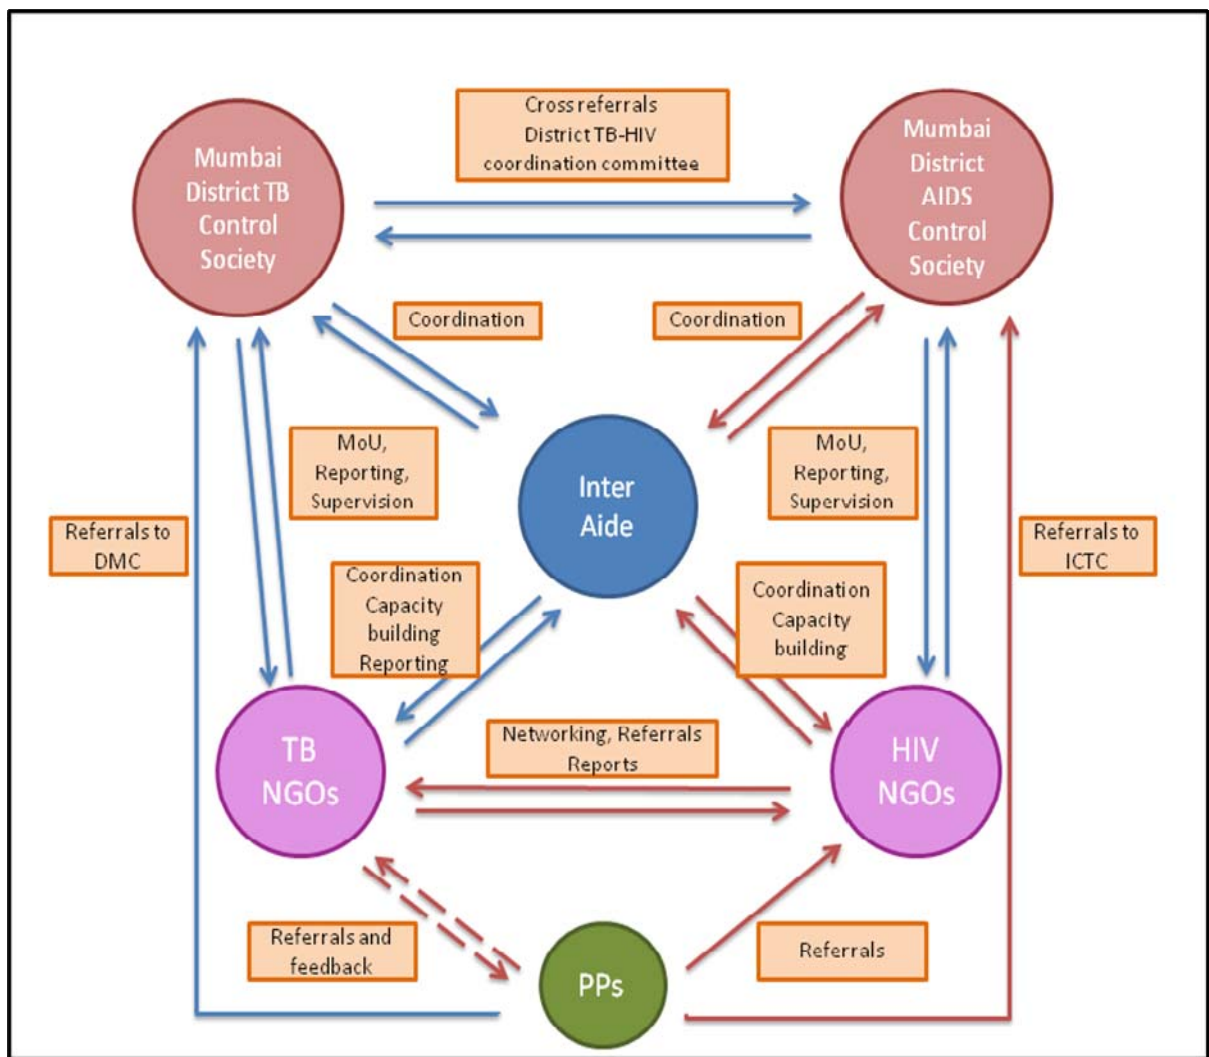 Cross referrals
District TB-HIV
coordination committee
Mumbai
District TB
Control
Society
Mumbai
District
AIDS
Control
Society
Coordination
Coordination
MoU,
Reporting,
Supervision
MoU,
Reporting,
Supervision
Inter
Aide
Referrals to
DMC
Referrals to
ICTC
Coordination
Capacity
building
Reporting
Coordination
Capacity
building
TB
NGOs
Networking, Referrals
Reports
HIV
NGOs
Referrals and
feedback
PPs
Referrals